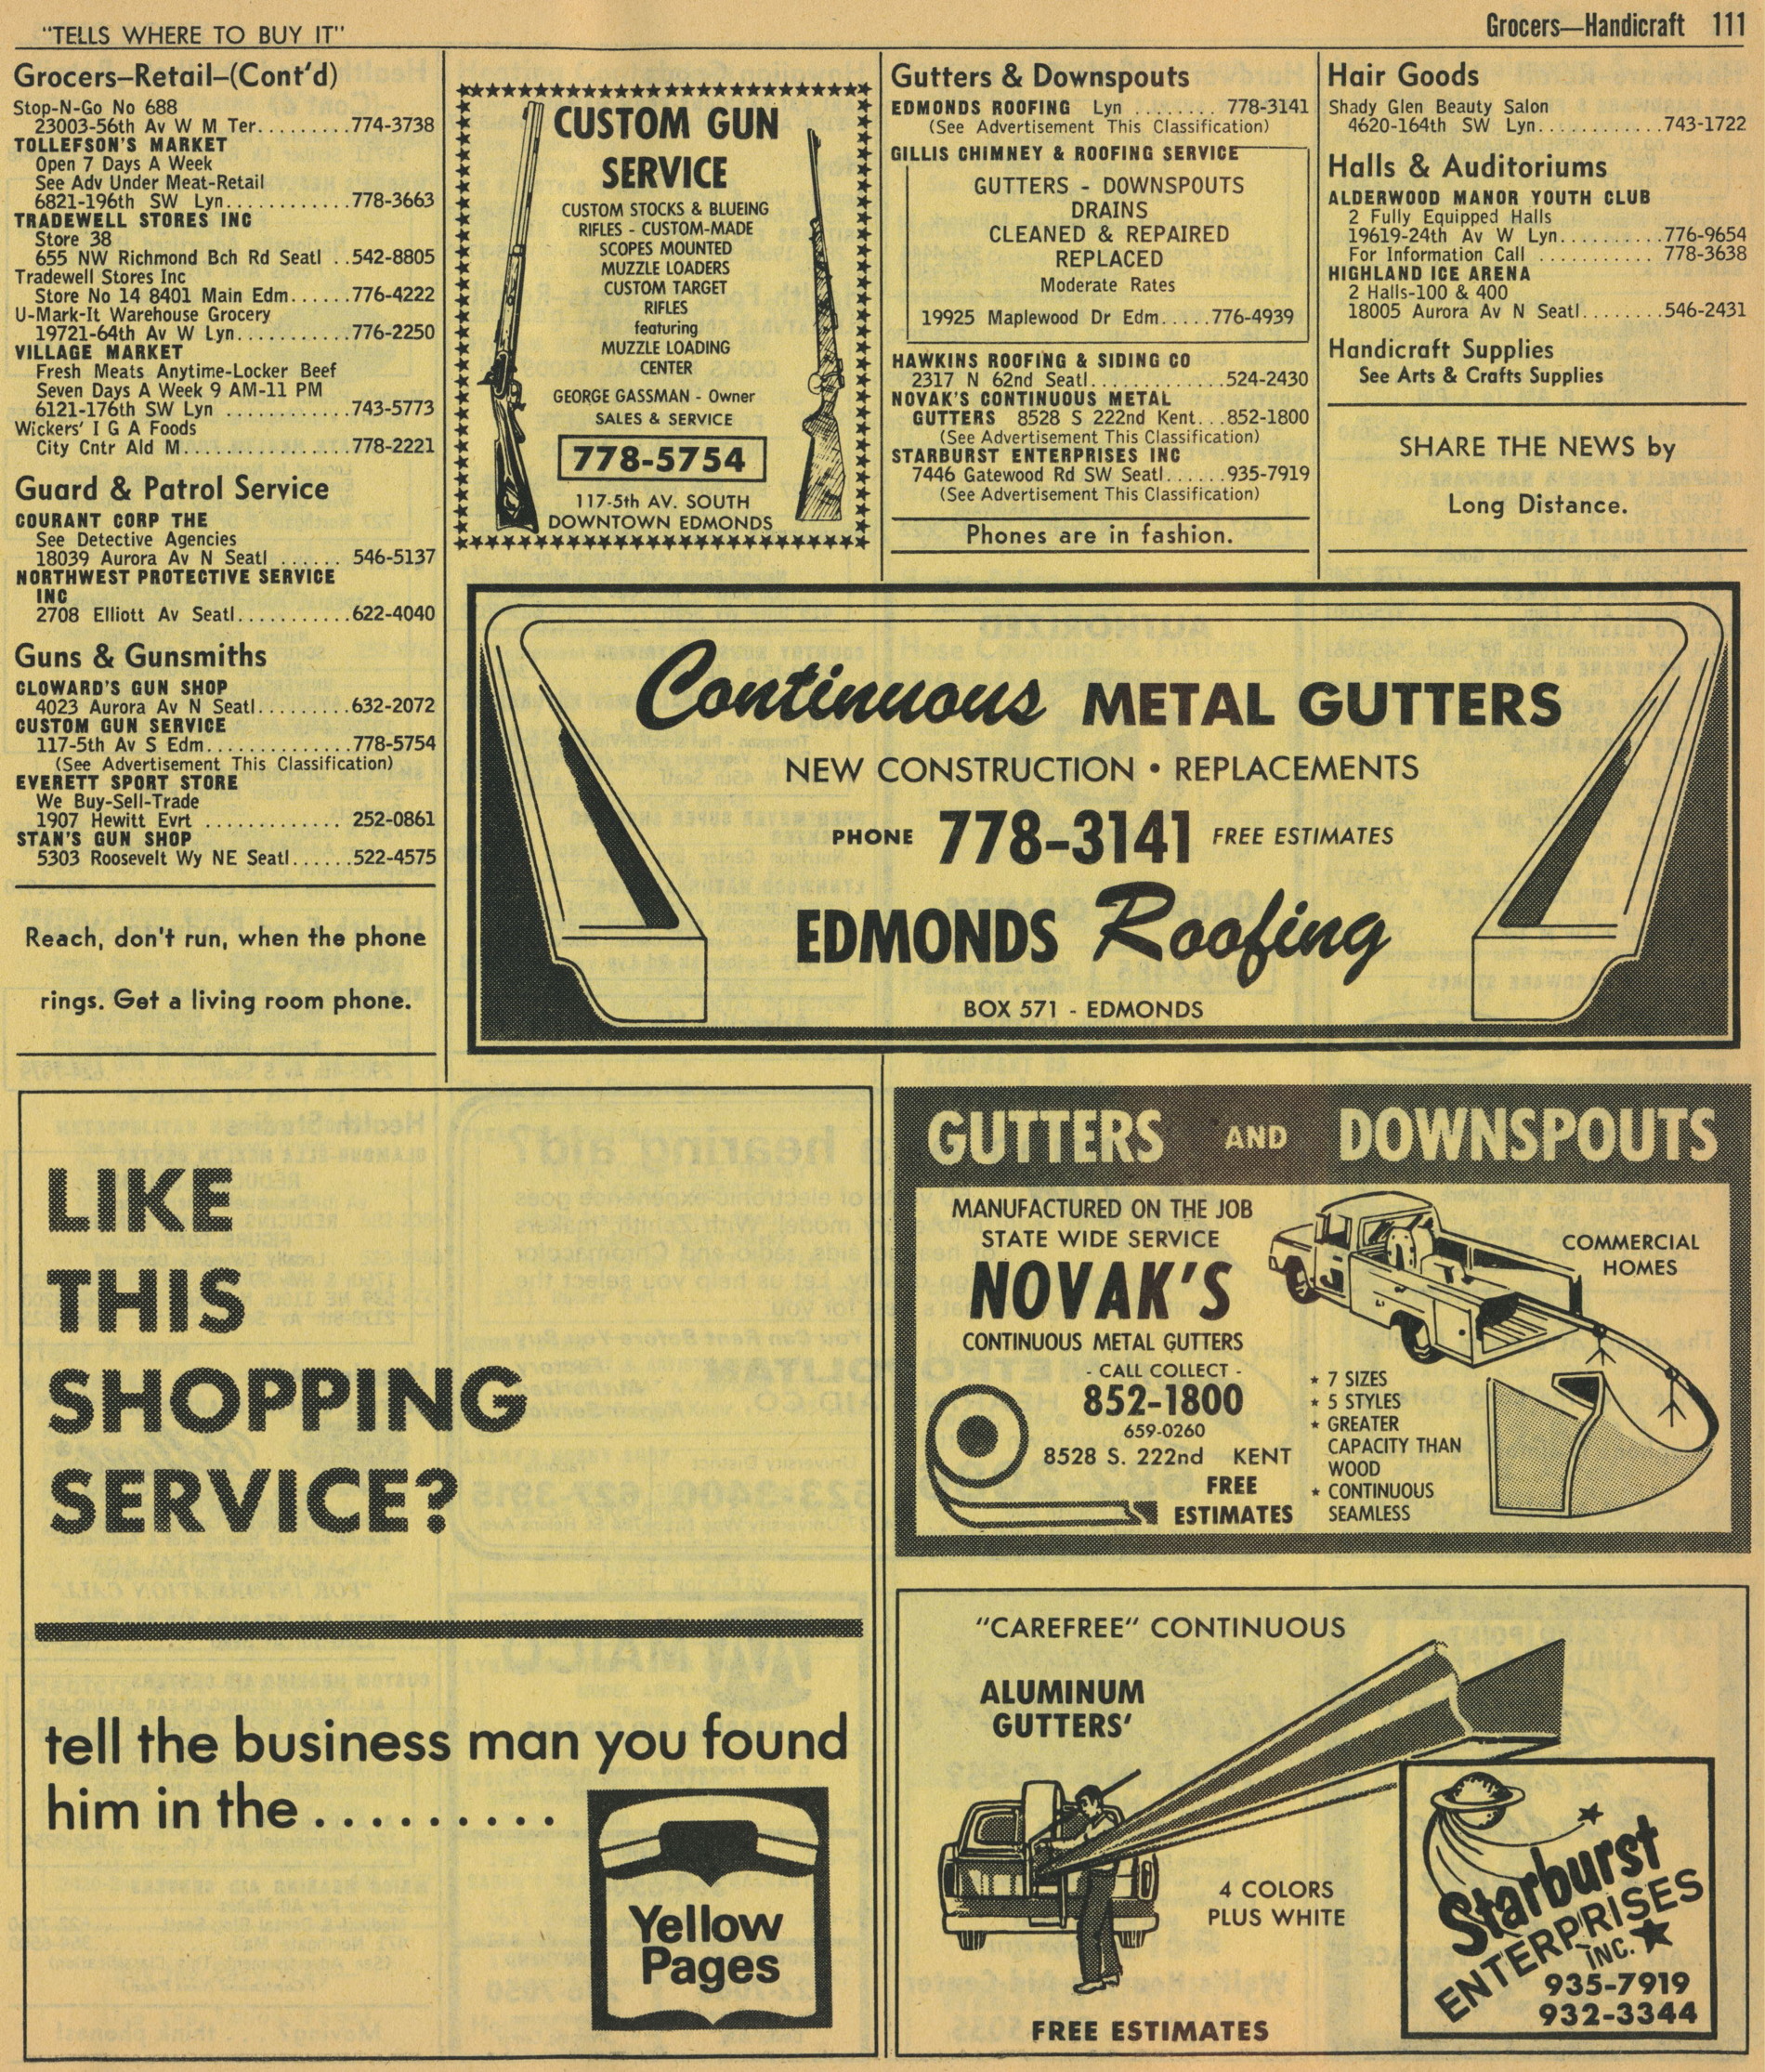 "TELLS WHERE TO BUY IT"
Grocers—Handicraft 111
Grocers–Retail–(Cont'd)
Stop-N-Go No 688
23003-56th Av W M Ter.........774-3738
TOLLEFSON'S MARKET
Open 7 Days A Week
See Adv Under Meat-Retail
6821-196th SW Lyn............778-3663
TRADEWELL STORES INC
Store 38
655 NW Richmond Bch Rd Seatl ..542-8805
Tradewell Stores Inc
Store No 14 8401 Main Edm......776-4222
U-Mark-It Warehouse Grocery
19721-64th Av W Lyn...........776-2250
VILLAGE MARKET
Fresh Meats Anytime-Locker Beef
Seven Days A Week 9 AM-11 PM
6121-176th SW Lyn ............743-5773
Wickers' I G A Foods
City Cntr Ald M................778-2221
Guard & Patrol Service
COURANT CORP THE
See Detective Agencies
18039 Aurora Av N Seatl ...... 546-5137
NORTHWEST PROTECTIVE SERVICE
INC
2708 Elliott Av Seatl...........622-4040
Guns & Gunsmiths
CLOWARD'S GUN SHOP
4023 Aurora Av N Seatl.........632-2072
CUSTOM GUN SERVICE
117-5th Av S Edm..............778-5754
(See Advertisement This Classification)
EVERETT SPORT STORE
We Buy-Sell-Trade
1907 Hewitt Evrt ............. 252-0861
STAN'S GUN SHOP
5303 Roosevelt Wy NE Seatl......522-4575
Reach, don't run, when the phone
rings. Get a living room phone.
CUSTOM GUN
SERVICE
CUSTOM STOCKS & BLUEING
RIFLES - CUSTOM-MADE
SCOPES MOUNTED
MUZZLE LOADERS
CUSTOM TARGET
RIFLES
featuring
MUZZLE LOADING
CENTER
GEORGE GASSMAN - Owner
SALES & SERVICE
778-5754
117-5th AV. SOUTH
DOWNTOWN EDMONDS
Gutters & Downspouts
EDMONDS ROOFING Lyn ........ 778-3141
(See Advertisement This Classification)
GILLIS CHIMNEY & ROOFING SERVICE
GUTTERS - DOWNSPOUTS
DRAINS
CLEANED & REPAIRED
REPLACED
Moderate Rates
19925 Maplewood Dr Edm.....776-4939
HAWKINS ROOFING & SIDING CO
2317 N 62nd Seatl.............524-2430
NOVAK'S CONTINUOUS METAL
GUTTERS 8528 S 222nd Kent...852-1800
(See Advertisement This Classification)
STARBURST ENTERPRISES INC
7446 Gatewood Rd SW Seatl......935-7919
(See Advertisement This Classification)
Phones are in fashion.
Hair Goods
Shady Glen Beauty Salon
4620-164th SW Lyn............743-1722
Halls & Auditoriums
ALDERWOOD MANOR YOUTH CLUB
2 Fully Equipped Halls
19619-24th Av W Lyn..........776-9654
For Information Call ........... 778-3638
HIGHLAND ICE ARENA
2 Halls-100 & 400
18005 Aurora Av N Seatl........546-2431
Handicraft Supplies
See Arts & Crafts Supplies
SHARE THE NEWS by
Long Distance.
Continuous METAL GUTTERS
NEW CONSTRUCTION • REPLACEMENTS
PHONE 778-3141 FREE ESTIMATES
EDMONDS Roofing
BOX 571 - EDMONDS
LIKE
THIS
SHOPPING
SERVICE?
tell the business man you found
him in the..........
Yellow
Pages
GUTTERS AND DOWNSPOUTS
MANUFACTURED ON THE JOB
STATE WIDE SERVICE
NOVAK'S
CONTINUOUS METAL GUTTERS
- CALL COLLECT -
852-1800
659-0260
8528 S. 222nd KENT
FREE
ESTIMATES
COMMERCIAL
HOMES
★ 7 SIZES
★ 5 STYLES
★ GREATER
CAPACITY THAN
WOOD
★ CONTINUOUS
SEAMLESS
"CAREFREE" CONTINUOUS
ALUMINUM
GUTTERS'
4 COLORS
PLUS WHITE
FREE ESTIMATES
Starburst
ENTERPRISES
INC.
935-7919
932-3344